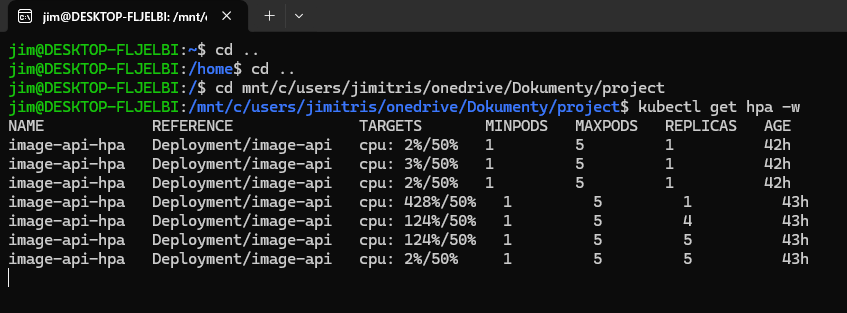 jim@DESKTOP-FLJELBI: /mnt/c
jim@DESKTOP-FLJELBI:~$ cd ..
jim@DESKTOP-FLJELBI:/home$ cd ..
jim@DESKTOP-FLJELBI:/$ cd mnt/c/users/jimitris/onedrive/Dokumenty/project
jim@DESKTOP-FLJELBI:/mnt/c/users/jimitris/onedrive/Dokumenty/project$ kubectl get hpa -w
NAME            REFERENCE              TARGETS       MINPODS   MAXPODS   REPLICAS   AGE
image-api-hpa   Deployment/image-api   cpu: 2%/50%   1         5         1          42h
image-api-hpa   Deployment/image-api   cpu: 3%/50%   1         5         1          42h
image-api-hpa   Deployment/image-api   cpu: 2%/50%   1         5         1          42h
image-api-hpa   Deployment/image-api   cpu: 428%/50%   1         5         1          43h
image-api-hpa   Deployment/image-api   cpu: 124%/50%   1         5         4          43h
image-api-hpa   Deployment/image-api   cpu: 124%/50%   1         5         5          43h
image-api-hpa   Deployment/image-api   cpu: 2%/50%     1         5         5          43h